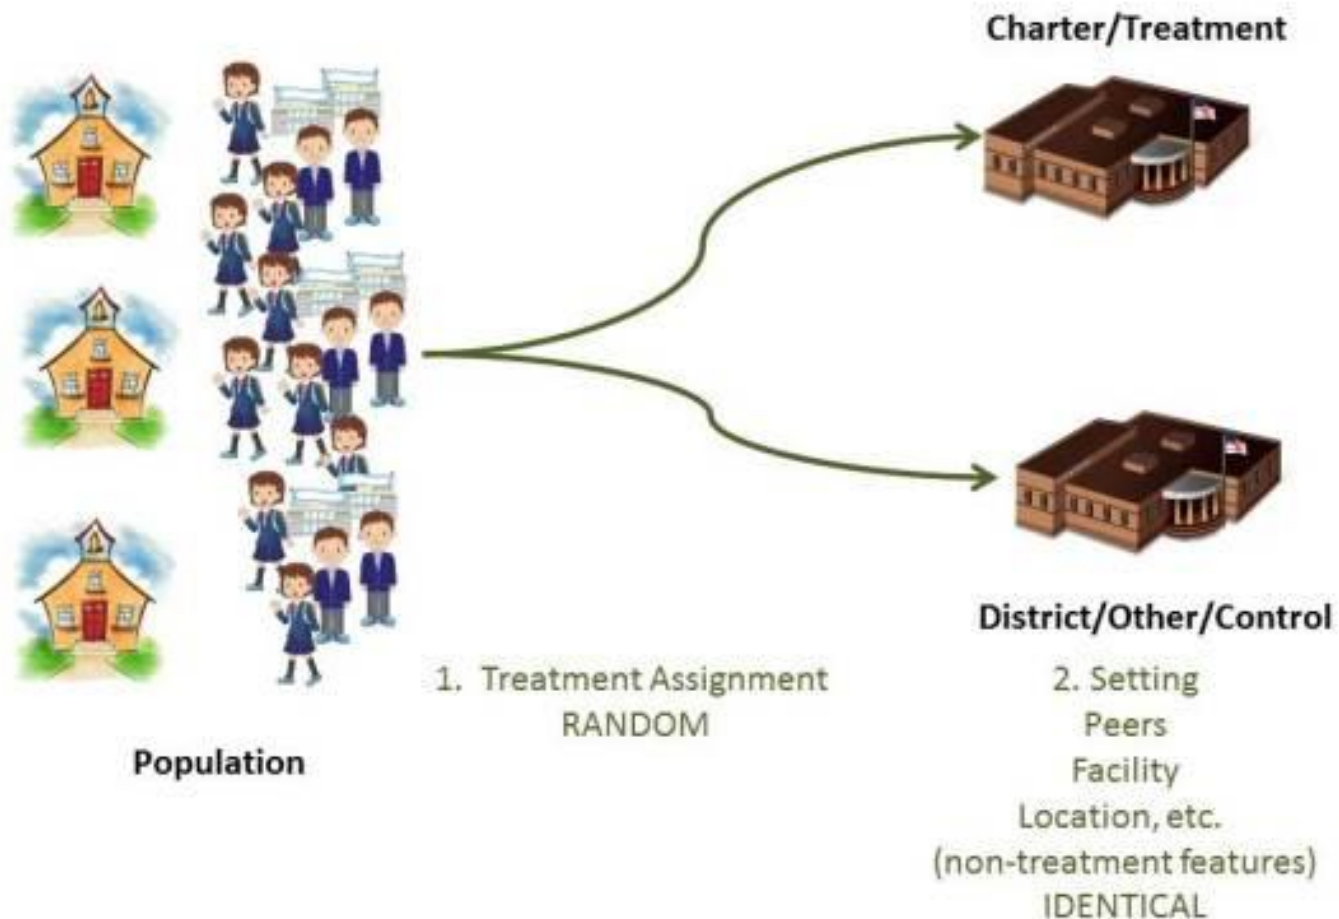 Charter/Treatment
District/Other/Control
1. Treatment Assignment
RANDOM
2. Setting
Peers
Facility
Location, etc.
(non-treatment features)
IDENTICAL
Population